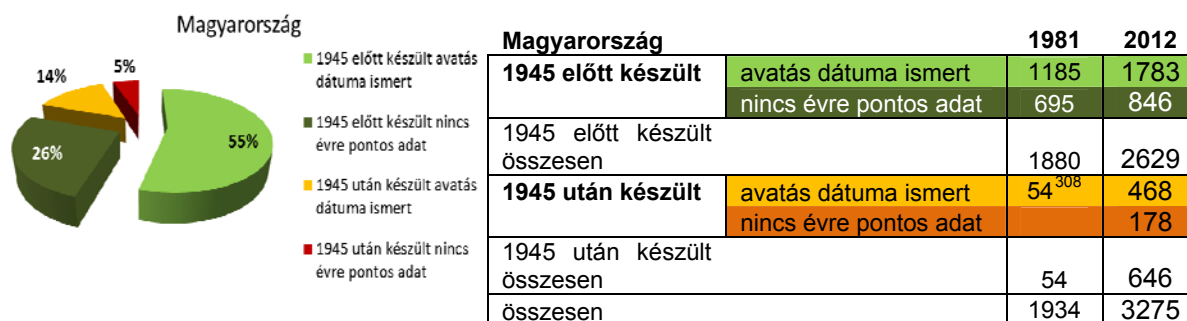 Magyarország
5%
14%
26%
55%
1945 előtt készült avatás
dátuma ismert
1945 előtt készült nincs
évre pontos adat
1945 után készült avatás
dátuma ismert
1945 után készült nincs
évre pontos adat
Magyarország 1981 2012
1945 előtt készült avatás dátuma ismert 1185 1783
nincs évre pontos adat 695 846
1945 előtt készült
összesen 1880 2629
1945 után készült avatás dátuma ismert 54308 468
nincs évre pontos adat 178
1945 után készült
összesen 54 646
összesen 1934 3275